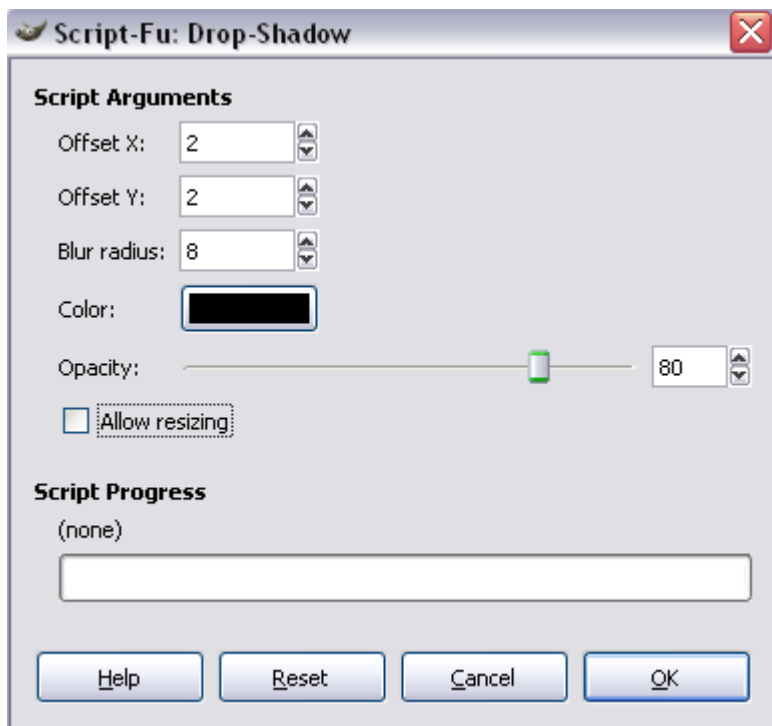 Script-Fu: Drop-Shadow
Script Arguments
Offset X: 2
Offset Y: 2
Blur radius: 8
Color:
Opacity: 80
Allow resizing
Script Progress
(none)
Help Reset Cancel OK